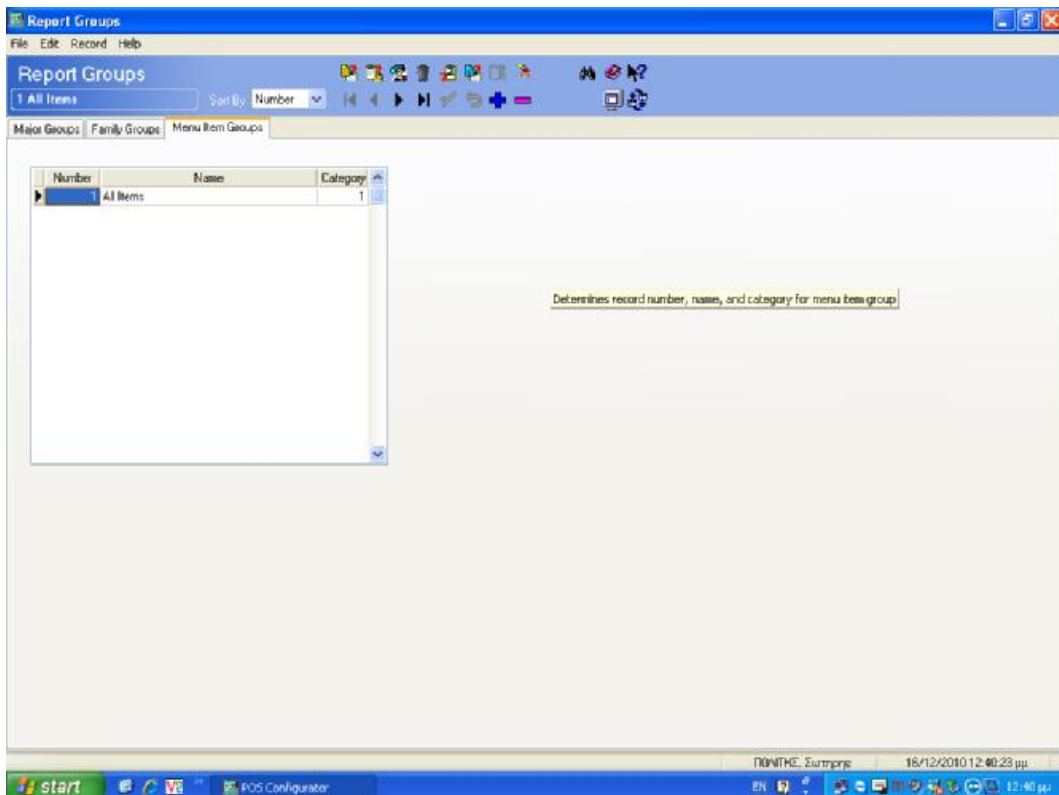 Report Groups
File Edit Record Help
Report Groups
1 All Items Sort By Number
Major Groups Family Groups Menu Item Groups
Number Name Category
1 All Items 1
Determines record number, name, and category for menu item group
ΠΟΛΙΤΗΣ, Σωτηρης 16/12/2010 12:40:23 μμ
start POS Configurator EN 12:40 μμ